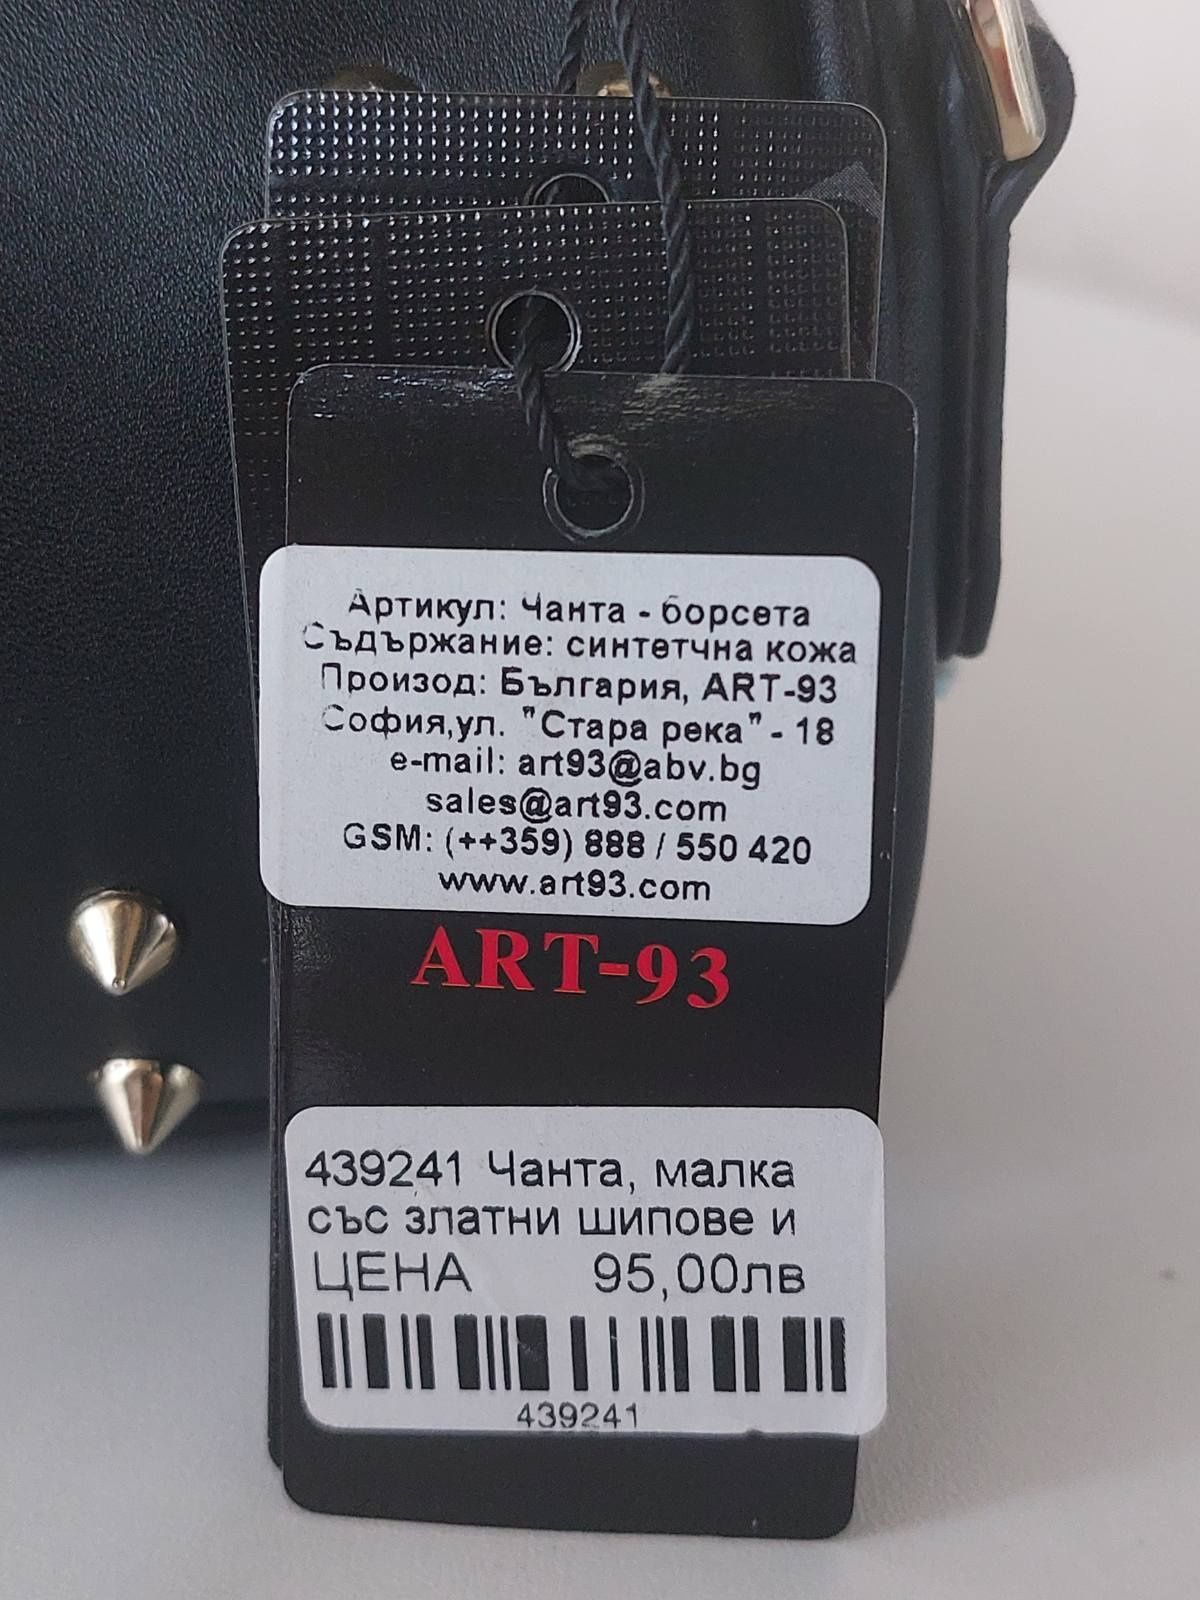 Артикул: Чанта - борсета
Съдържание: синтетчна кожа
Произод: България, ART-93
София,ул. "Стара река" - 18
e-mail: art93@abv.bg
sales@art93.com
GSM: (++359) 888 / 550 420
www.art93.com
ART-93
439241 Чанта, малка
със златни шипове и
ЦЕНА 95,00лв
439241